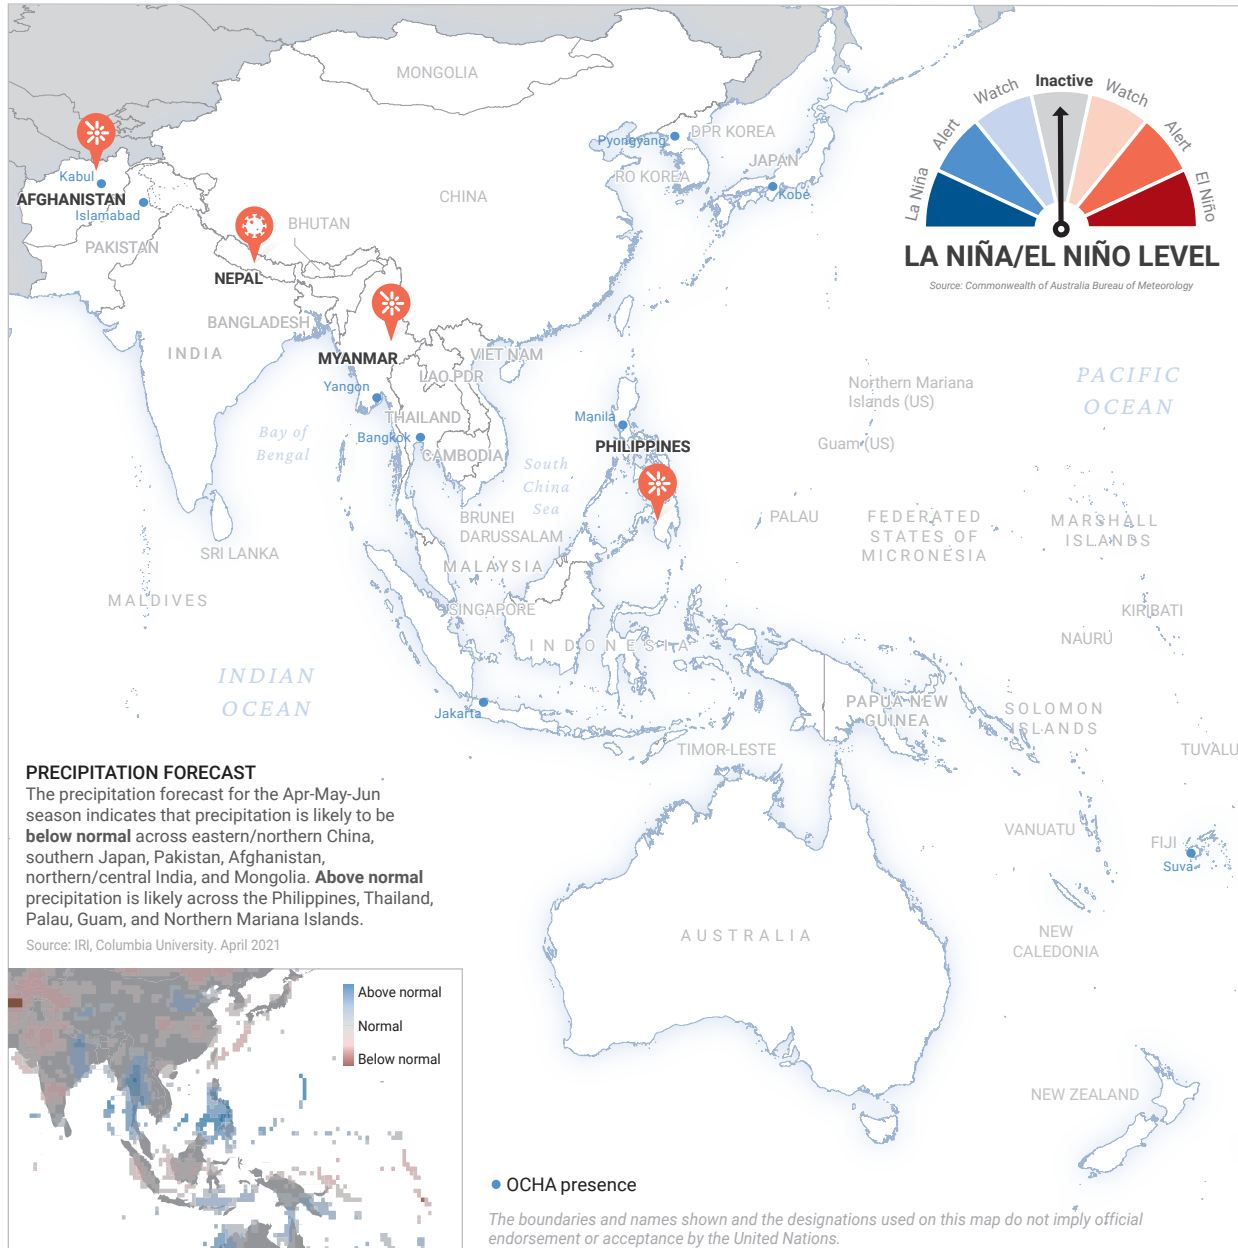 MONGOLIA
Inactive
Watch
Watch
Alert
Alert
La Niña
El Niño
LA NIÑA/EL NIÑO LEVEL
Source: Commonwealth of Australia Bureau of Meteorology
DPR KOREA
Pyongyang
JAPAN
RO KOREA
Kobe
Kabul
AFGHANISTAN
Islamabad
CHINA
BHUTAN
PAKISTAN
NEPAL
BANGLADESH
INDIA
MYANMAR
VIET NAM
LAO PDR
Yangon
THAILAND
Bangkok
CAMBODIA
Bay of
Bengal
Manila
PHILIPPINES
South
China
Sea
Northern Mariana
Islands (US)
PACIFIC
OCEAN
Guam (US)
BRUNEI
DARUSSALAM
PALAU
FEDERATED
STATES OF
MICRONESIA
MARSHALL
ISLANDS
SRI LANKA
MALAYSIA
MALDIVES
SINGAPORE
KIRIBATI
NAURU
INDONESIA
INDIAN
OCEAN
Jakarta
PAPUA NEW
GUINEA
SOLOMON
ISLANDS
TIMOR-LESTE
TUVALU
PRECIPITATION FORECAST
The precipitation forecast for the Apr-May-Jun
season indicates that precipitation is likely to be
below normal across eastern/northern China,
southern Japan, Pakistan, Afghanistan,
northern/central India, and Mongolia. Above normal
precipitation is likely across the Philippines, Thailand,
Palau, Guam, and Northern Mariana Islands.
Source: IRI, Columbia University. April 2021
VANUATU
FIJI
Suva
AUSTRALIA
NEW
CALEDONIA
Above normal
Normal
Below normal
NEW ZEALAND
OCHA presence
The boundaries and names shown and the designations used on this map do not imply official
endorsement or acceptance by the United Nations.